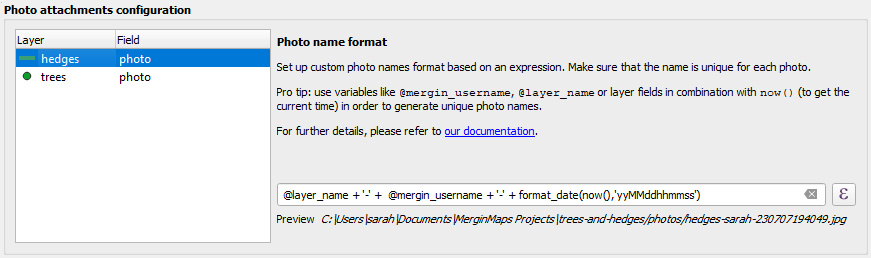 Photo attachments configuration
Layer Field
hedges photo
trees photo
Photo name format
Set up custom photo names format based on an expression. Make sure that the name is unique for each photo.
Pro tip: use variables like @mergin_username, @layer_name or layer fields in combination with now() (to get the
current time) in order to generate unique photo names.
For further details, please refer to our documentation.
@layer_name + '-' + @mergin_username + '-' + format_date(now(),'yyMMddhhmmss')
ε
Preview C:\Users\sarah\Documents\MerginMaps Projects\trees-and-hedges/photos/hedges-sarah-230707194049.jpg